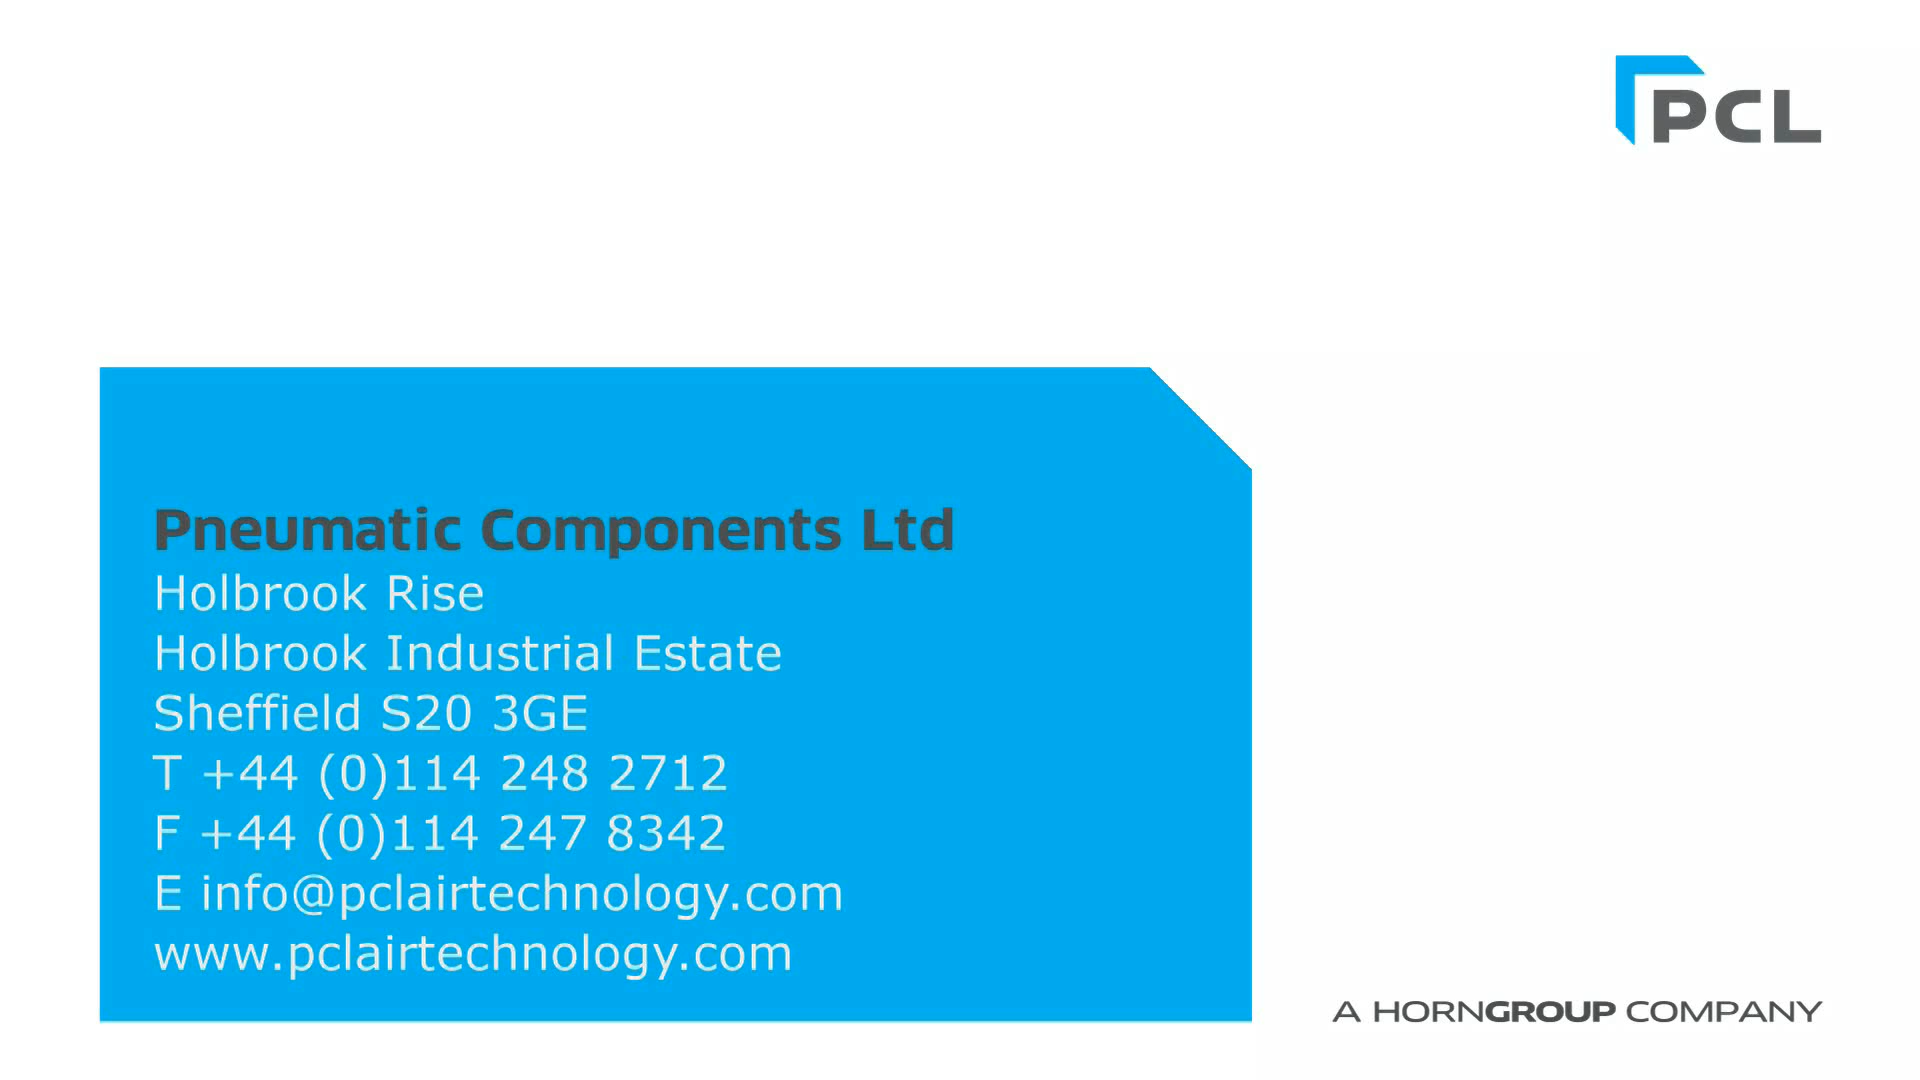 PCL
Pneumatic Components Ltd
Holbrook Rise
Holbrook Industrial Estate
Sheffield S20 3GE
T +44 (0)114 248 2712
F +44 (0)114 247 8342
E info@pclairtechnology.com
www.pclairtechnology.com
A HORNGROUP COMPANY